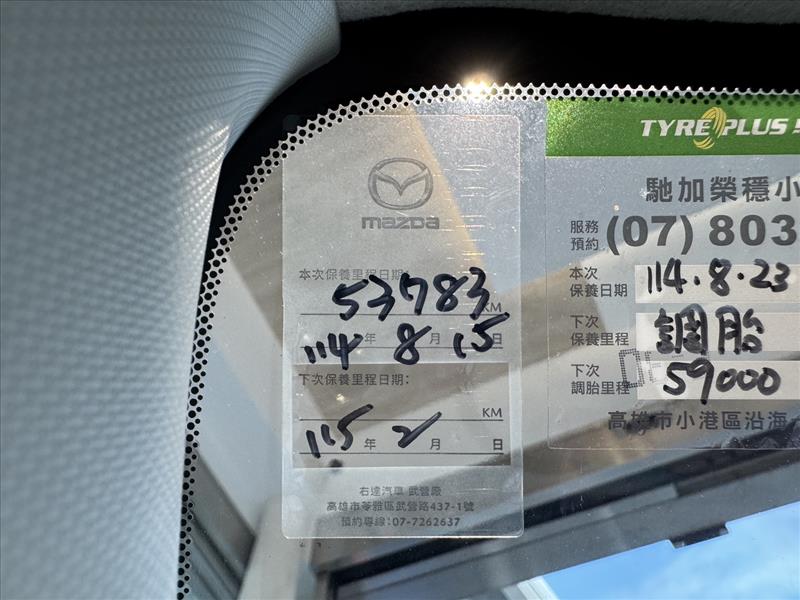 mazda
本次保養里程日期:
53783 KM
114 年 8 月 15
下次保養里程日期:
KM
115 年 2 月 日
右達汽車 武營廠
高雄市苓雅區武營路437-1號
預約專線:07-7262637
TYREPLUS
馳加榮穩小
服務預約 (07) 803
本次保養日期 114.8.23
下次保養里程 調胎
下次調胎里程 59000
高雄市小港區沿海